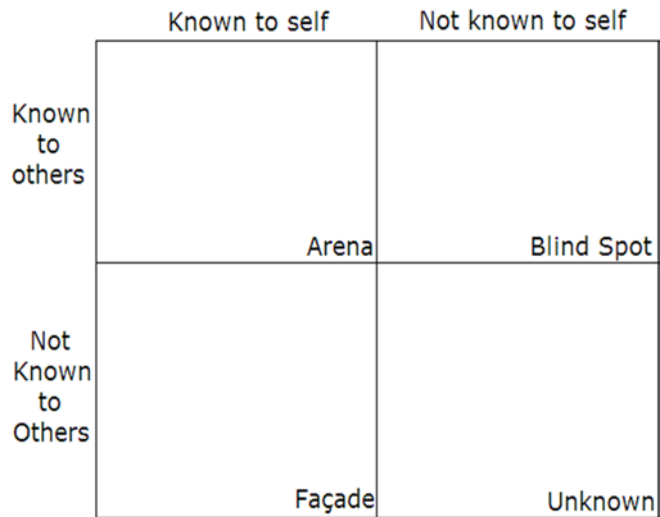 Known to self
Not known to self
Known
to
others
Arena
Blind Spot
Not
Known
to
Others
Façade
Unknown